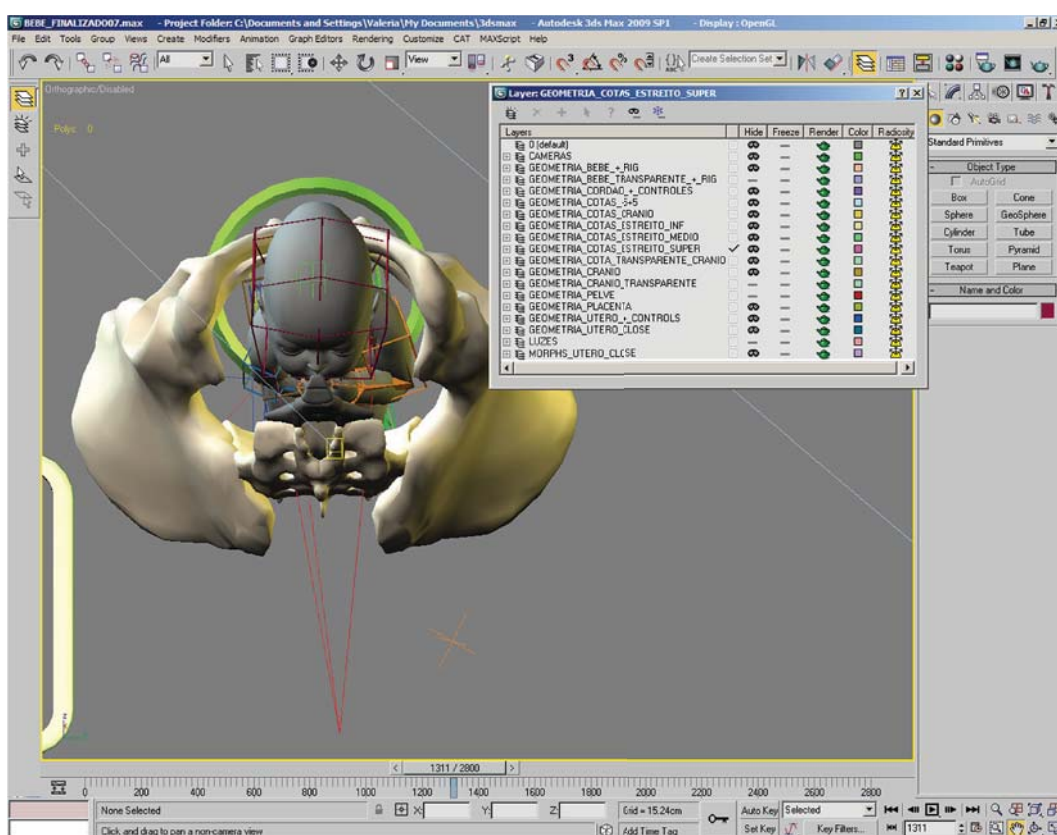 BEBE_FINALIZADO07.max - Project Folder: C:\Documents and Settings\Valeria\My Documents\3dsmax - Autodesk 3ds Max 2009 SP1 - Display : OpenGL
File Edit Tools Group Views Create Modifiers Animation Graph Editors Rendering Customize CAT MAXScript Help
All View Create Selection Set
Orthographic/Disabled
Polys: 0
Layer: GEOMETRIA_COTAS_ESTREITO_SUPER
Layers Hide Freeze Render Color Radiosity
0 (default)
CAMERAS
GEOMETRIA_BEBE_+_RIG
GEOMETRIA_BEBE_TRANSPARENTE_+_RIG
GEOMETRIA_CORDAO_+_CONTROLES
GEOMETRIA_COTAS_-5+5
GEOMETRIA_COTAS_CRANIO
GEOMETRIA_COTAS_ESTREITO_INF
GEOMETRIA_COTAS_ESTREITO_MEDIO
GEOMETRIA_COTAS_ESTREITO_SUPER
GEOMETRIA_COTA_TRANSPARENTE_CRANIO
GEOMETRIA_CRANIO
GEOMETRIA_CRANIO_TRANSPARENTE
GEOMETRIA_PELVE
GEOMETRIA_PLACENTA
GEOMETRIA_UTERO_+_CONTROLS
GEOMETRIA_UTERO_CLOSE
LUZES
MORPHS_UTERO_CLOSE
Standard Primitives
Object Type
AutoGrid
Box Cone
Sphere GeoSphere
Cylinder Tube
Torus Pyramid
Teapot Plane
Name and Color
1311 / 2800
0 200 400 600 800 1000 1200 1400 1600 1800 2000 2200 2400 2600 2800
None Selected X: Y: Z: Grid = 15.24cm Auto Key Selected
Click and drag to pan a non-camera view Add Time Tag Set Key Key Filters... 1311